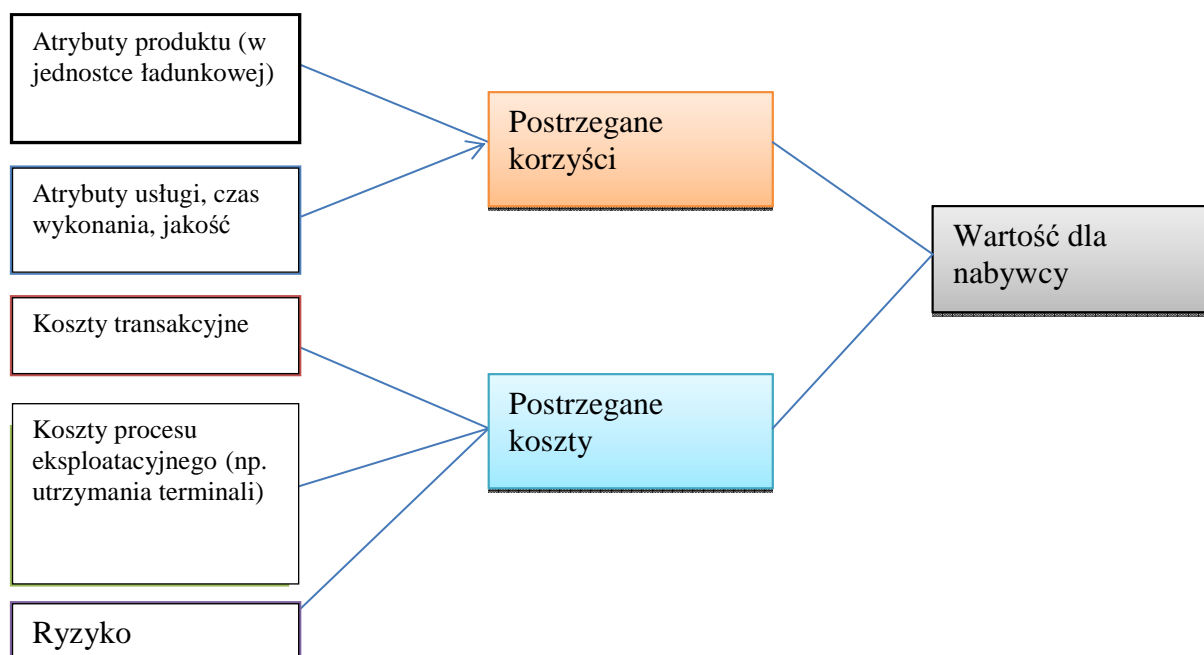 Atrybuty produktu (w
jednostce ładunkowej)
Atrybuty usługi, czas
wykonania, jakość
Koszty transakcyjne
Koszty procesu
eksploatacyjnego (np.
utrzymania terminali)
Ryzyko
Postrzegane
korzyści
Postrzegane
koszty
Wartość dla
nabywcy